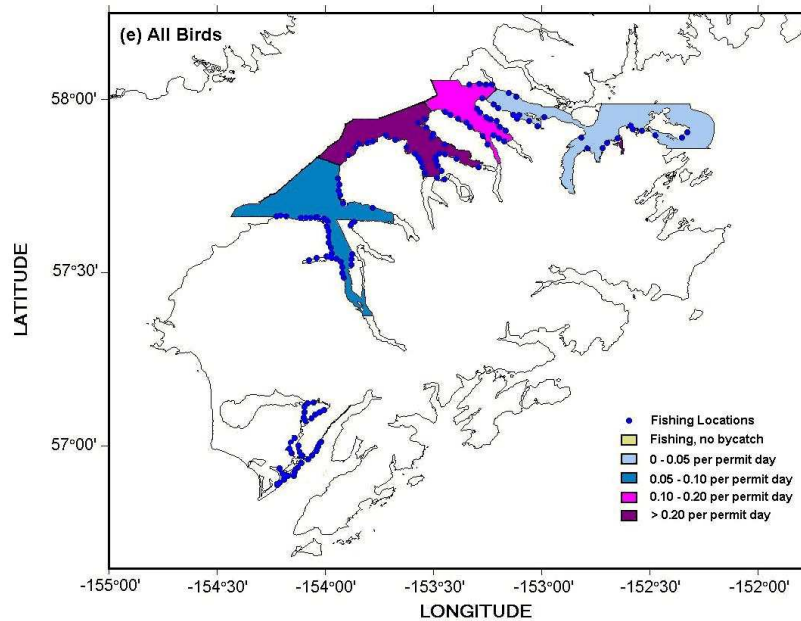 (e) All Birds
58°00'
57°30'
57°00'
LATITUDE
Fishing Locations
Fishing, no bycatch
0 - 0.05 per permit day
0.05 - 0.10 per permit day
0.10 - 0.20 per permit day
> 0.20 per permit day
-155°00' -154°30' -154°00' -153°30' -153°00' -152°30' -152°00'
LONGITUDE